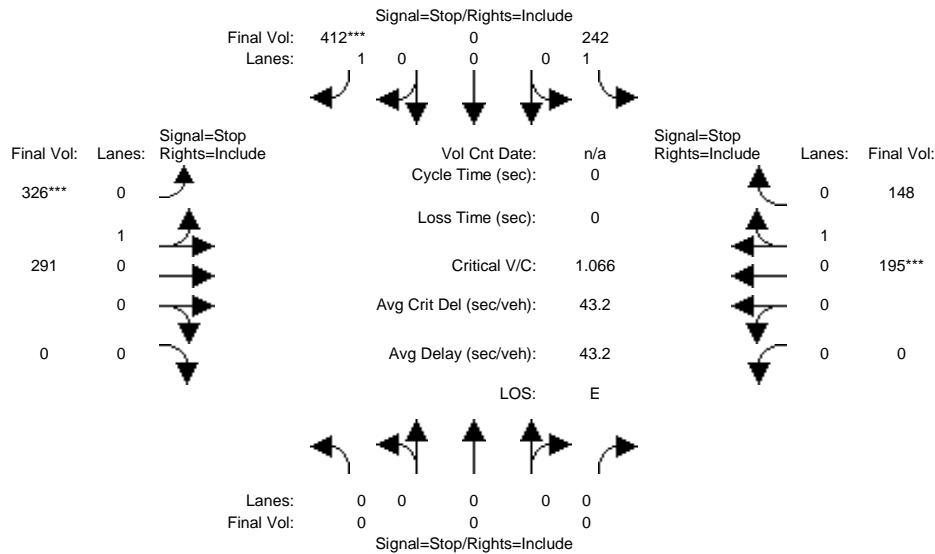 Signal=Stop/Rights=Include
Final Vol: 412*** 0 242
Lanes: 1 0 0 0 1
Signal=Stop
Final Vol: Lanes: Rights=Include
Vol Cnt Date: n/a
Signal=Stop
Rights=Include Lanes: Final Vol:
Cycle Time (sec): 0
326*** 0
0 148
Loss Time (sec): 0
1
1
291 0
Critical V/C: 1.066
0 195***
0
Avg Crit Del (sec/veh): 43.2
0
0 0
Avg Delay (sec/veh): 43.2
0 0
LOS: E
Lanes: 0 0 0 0 0
Final Vol: 0 0 0
Signal=Stop/Rights=Include